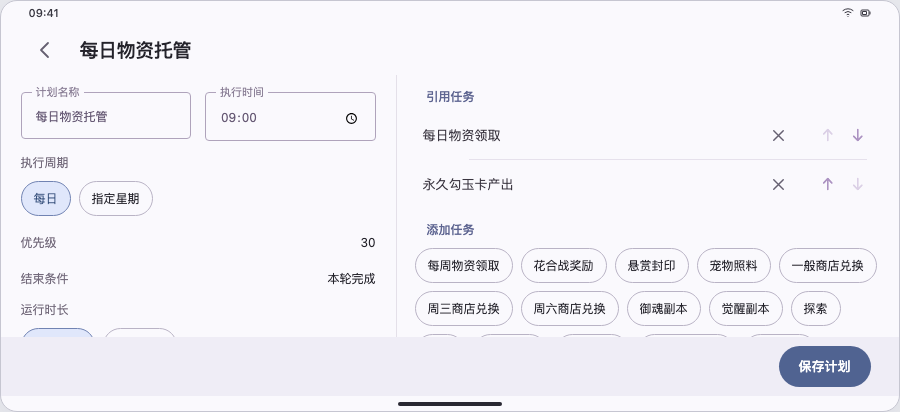 09:41
每日物资托管
计划名称
每日物资托管
执行时间
09:00
执行周期
每日
指定星期
优先级
30
结束条件
本轮完成
运行时长
引用任务
每日物资领取
永久勾玉卡产出
添加任务
每周物资领取
花合战奖励
悬赏封印
宠物照料
一般商店兑换
周三商店兑换
周六商店兑换
御魂副本
觉醒副本
探索
保存计划